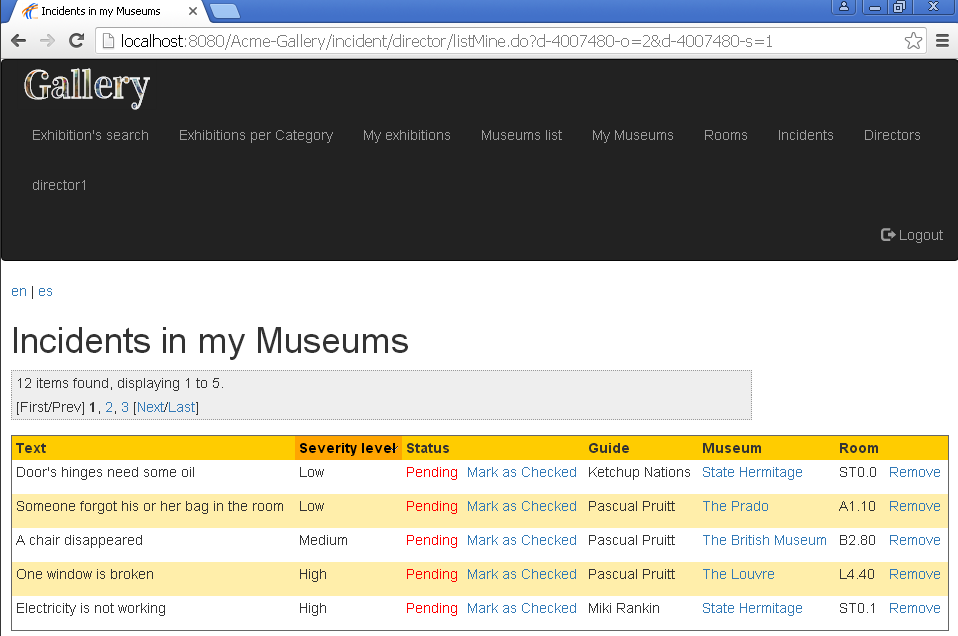 Incidents in my Museums
localhost:8080/Acme-Gallery/incident/director/listMine.do?d-4007480-o=2&d-4007480-s=1
Gallery
Exhibition's search Exhibitions per Category My exhibitions Museums list My Museums Rooms Incidents Directors
director1
Logout
en | es
Incidents in my Museums
12 items found, displaying 1 to 5.
[First/Prev] 1, 2, 3 [Next/Last]
Text Severity level Status Guide Museum Room
Door's hinges need some oil Low Pending Mark as Checked Ketchup Nations State Hermitage ST0.0 Remove
Someone forgot his or her bag in the room Low Pending Mark as Checked Pascual Pruitt The Prado A1.10 Remove
A chair disappeared Medium Pending Mark as Checked Pascual Pruitt The British Museum B2.80 Remove
One window is broken High Pending Mark as Checked Pascual Pruitt The Louvre L4.40 Remove
Electricity is not working High Pending Mark as Checked Miki Rankin State Hermitage ST0.1 Remove